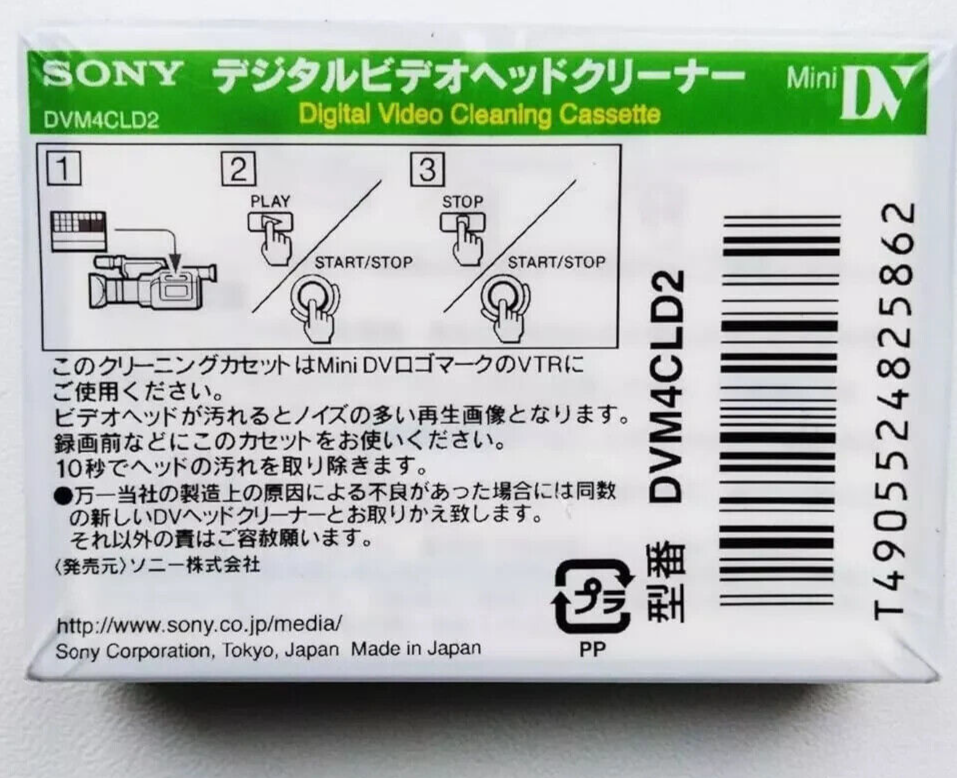 SONY デジタルビデオヘッドクリーナー Mini DV
DVM4CLD2 Digital Video Cleaning Cassette
1 2 3
PLAY STOP
START/STOP START/STOP
このクリーニングカセットはMini DVロゴマークのVTRに
ご使用ください。
ビデオヘッドが汚れるとノイズの多い再生画像となります。
録画前などにこのカセットをお使いください。
10秒でヘッドの汚れを取り除きます。
●万一当社の製造上の原因による不良があった場合には同数
の新しいDVヘッドクリーナーとお取りかえ致します。
それ以外の責はご容赦願います。
〈発売元〉ソニー株式会社
http://www.sony.co.jp/media/
Sony Corporation, Tokyo, Japan Made in Japan
プラ
PP
型番 DVM4CLD2
T4905524825862